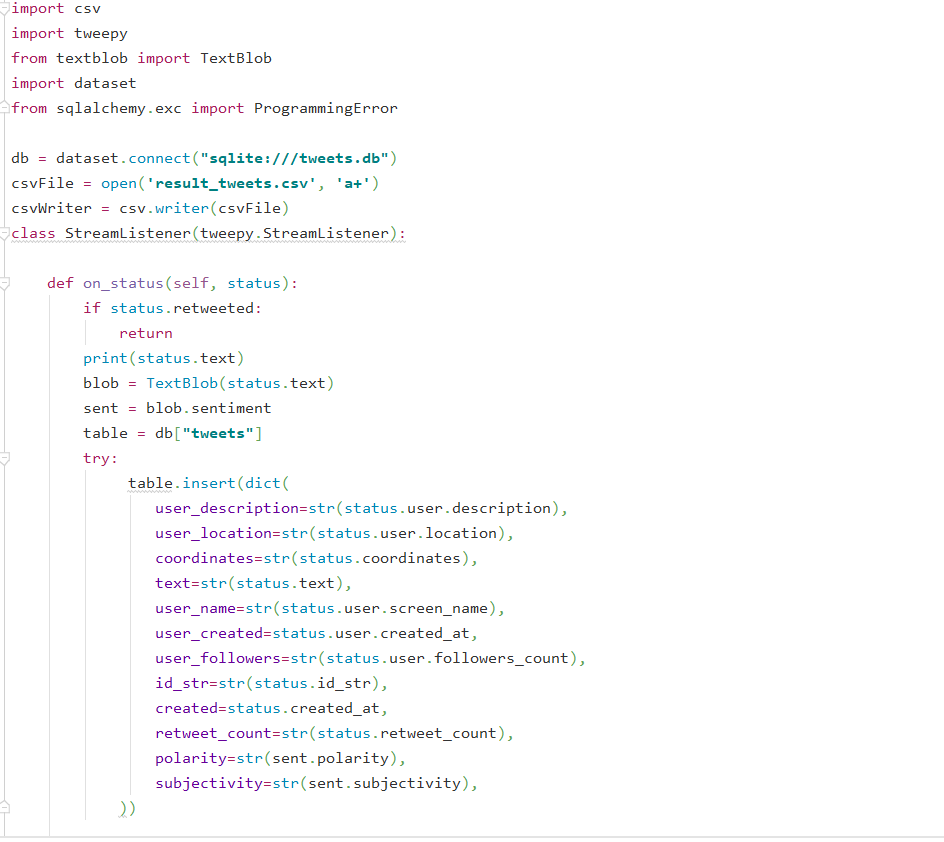 import csv
import tweepy
from textblob import TextBlob
import dataset
from sqlalchemy.exc import ProgrammingError

db = dataset.connect("sqlite:///tweets.db")
csvFile = open('result_tweets.csv', 'a+')
csvWriter = csv.writer(csvFile)
class StreamListener(tweepy.StreamListener):

    def on_status(self, status):
        if status.retweeted:
            return
        print(status.text)
        blob = TextBlob(status.text)
        sent = blob.sentiment
        table = db["tweets"]
        try:
             table.insert(dict(
                user_description=str(status.user.description),
                user_location=str(status.user.location),
                coordinates=str(status.coordinates),
                text=str(status.text),
                user_name=str(status.user.screen_name),
                user_created=status.user.created_at,
                user_followers=str(status.user.followers_count),
                id_str=str(status.id_str),
                created=status.created_at,
                retweet_count=str(status.retweet_count),
                polarity=str(sent.polarity),
                subjectivity=str(sent.subjectivity),
            ))